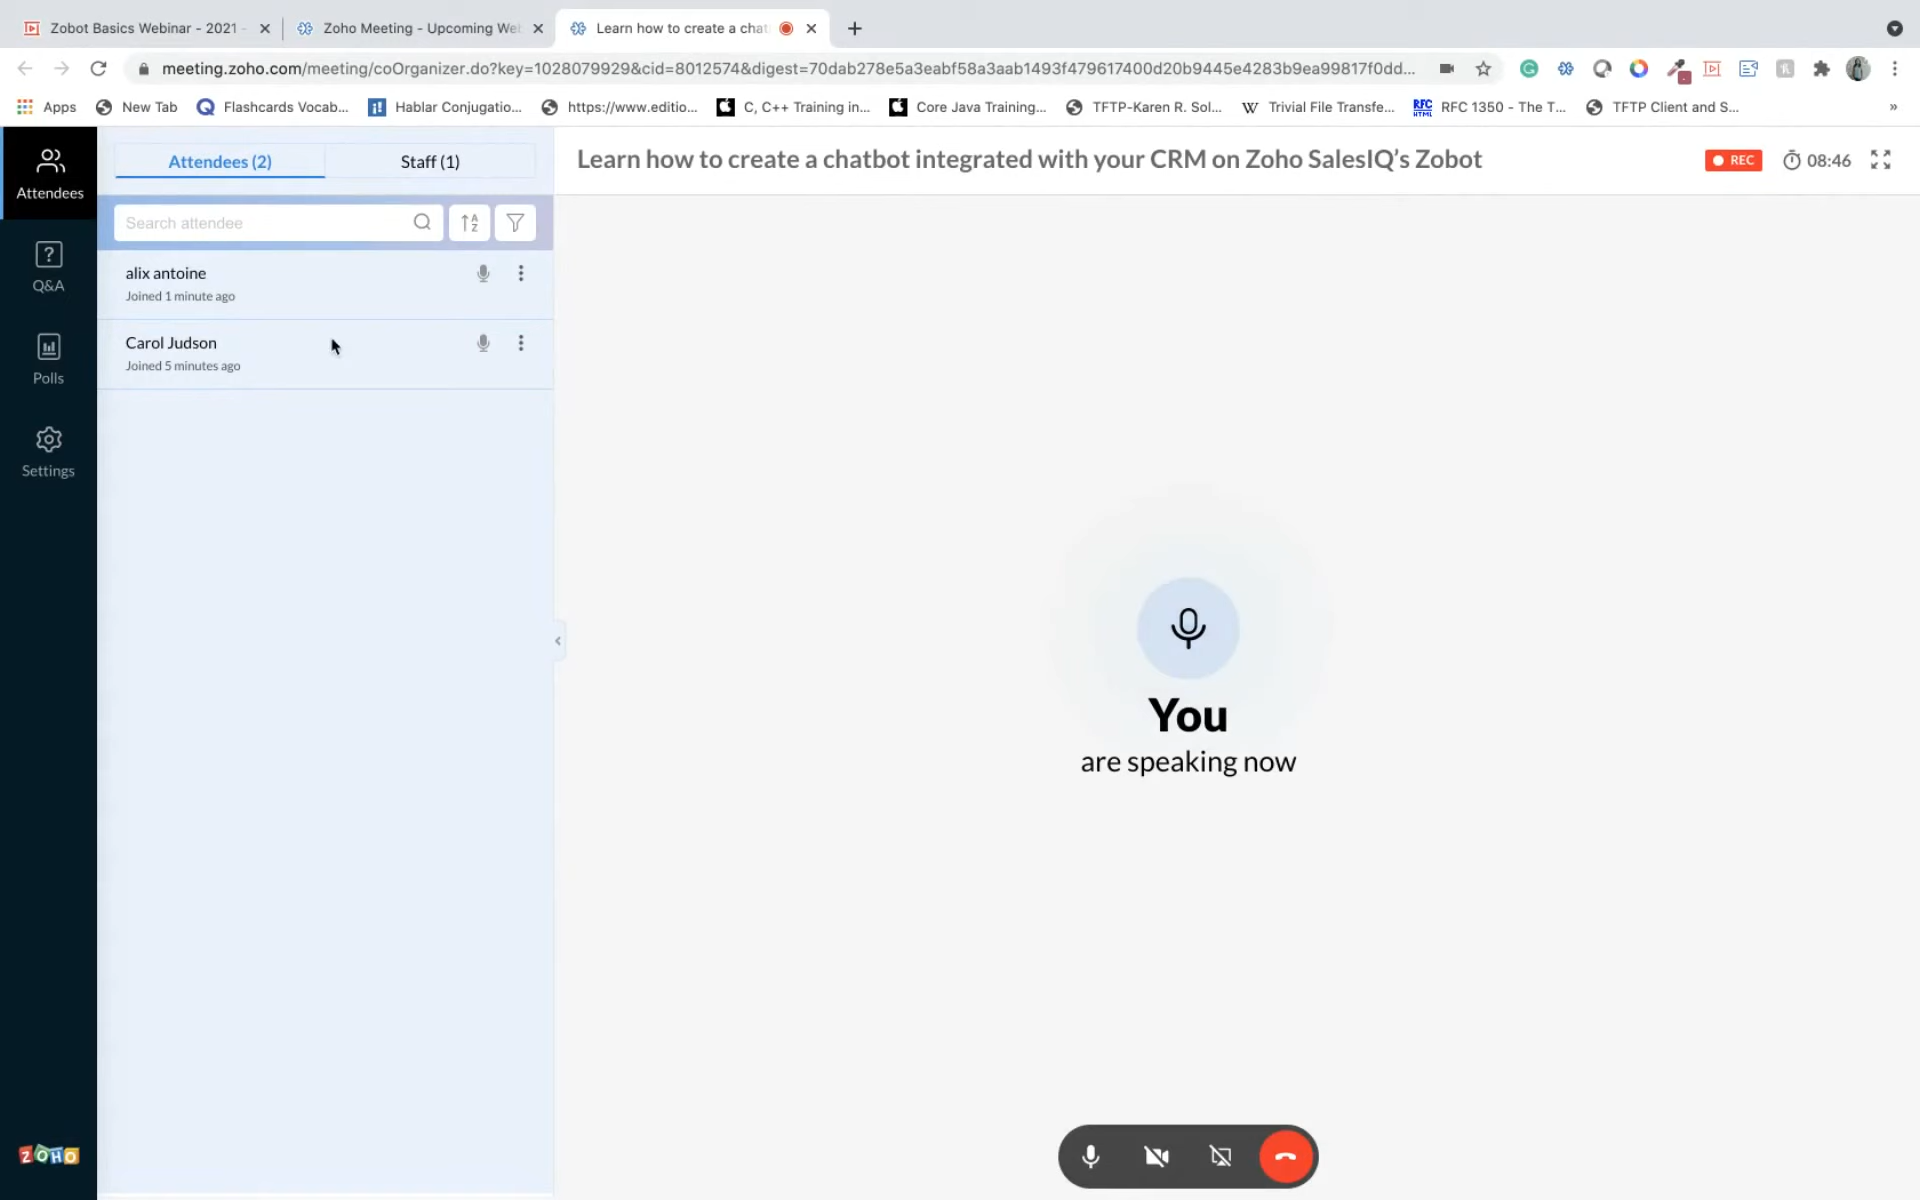 Zobot Basics Webinar - 2021 -
Zoho Meeting - Upcoming Web
Learn how to create a chat
meeting.zoho.com/meeting/coOrganizer.do?key=1028079929&cid=8012574&digest=70dab278e5a3eabf58a3aab1493f479617400d20b9445e4283b9ea99817f0dd...
Apps
New Tab
Flashcards Vocab...
Hablar Conjugatio...
https://www.editio...
C, C++ Training in...
Core Java Training...
TFTP-Karen R. Sol...
W
Trivial File Transfe...
RFC
HTML
RFC 1350 - The T...
TFTP Client and S...
»
Attendees
Q&A
Polls
Settings
ZOHO
Attendees (2)
Staff (1)
Search attendee
A
Z
alix antoine
Joined 1 minute ago
Carol Judson
Joined 5 minutes ago
Learn how to create a chatbot integrated with your CRM on Zoho SalesIQ’s Zobot
REC
08:46
You
are speaking now